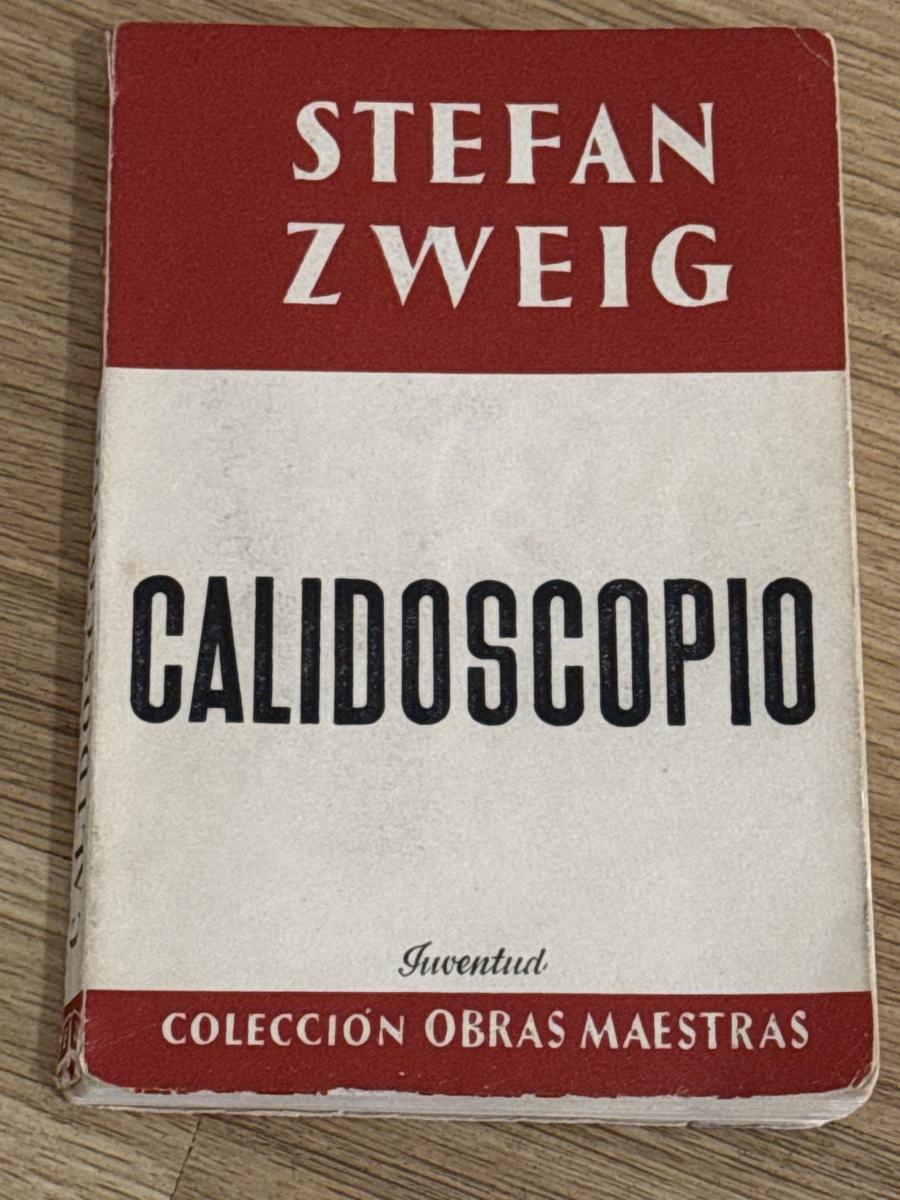 STEFAN
ZWEIG
CALIDOSCOPIO
Juventud
COLECCIÓN OBRAS MAESTRAS